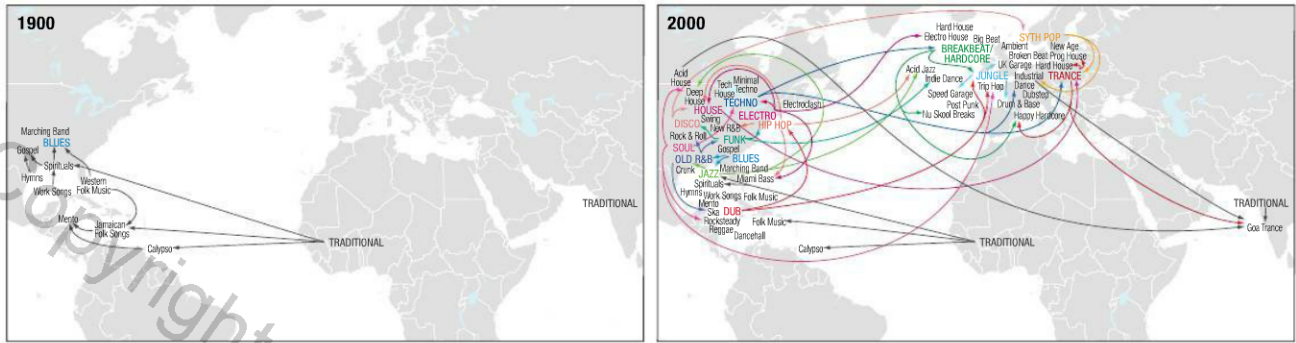 1900
Marching Band
BLUES
Gospel
Spirituals
Hymns
Western
Folk Music
Work Songs
Mento
Jamaican
Folk Songs
Calypso
TRADITIONAL
TRADITIONAL
Copyright
2000
Hard House
Electro House
Big Beat
SYTH POP
BREAKBEAT/
HARDCORE
Ambient
New Age
Broken Beat
Prog House
UK Garage
Hard House
Acid Jazz
Indie Dance
JUNGLE
Industrial
Dance
TRANCE
Trip Hop
Speed Garage
Dubsted
Post Punk
Drum & Base
Nu Skool Breaks
Happy Hardcore
Acid
House
Deep
House
Tech
House
Minimal
Techno
TECHNO
Electroclash
HOUSE
Swing
ELECTRO
DISCO
New R&B
HIP HOP
Rock & Roll
FUNK
SOUL
Gospel
OLD R&B
BLUES
Crunk
JAZZ
Marching Band
Miami Bass
Spirituals
Hymns
Work Songs
Folk Music
Mento
Ska
DUB
Rocksteady
Reggae
Folk Music
Dancehall
Calypso
TRADITIONAL
TRADITIONAL
Goa Trance